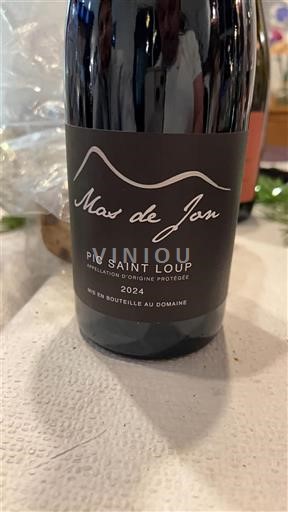 Mas de Jon
VINIOU
PIC SAINT LOUP
APPELLATION D'ORIGINE PROTÉGÉE
2024
MIS EN BOUTEILLE AU DOMAINE